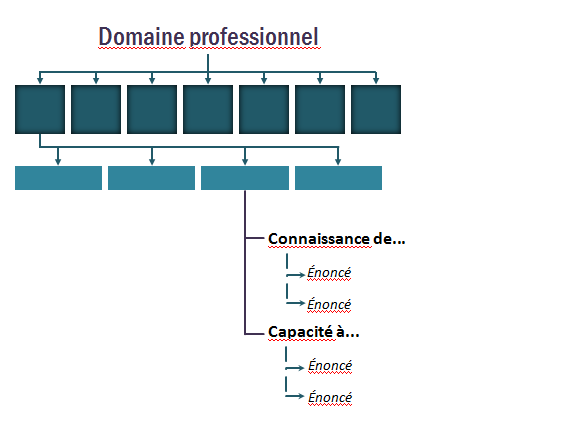 Domaine professionnel
Connaissance de...
Énoncé
Énoncé
Capacité à...
Énoncé
Énoncé